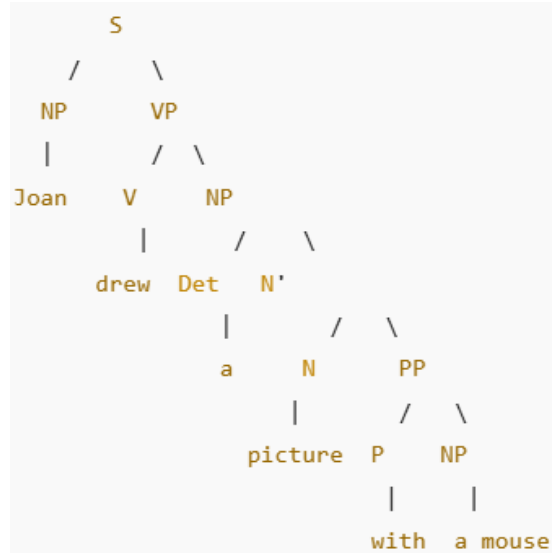 S
/ \
NP VP
| / \
Joan V NP
| / \
drew Det N'
| / \
a N PP
| / \
picture P NP
| |
with a mouse